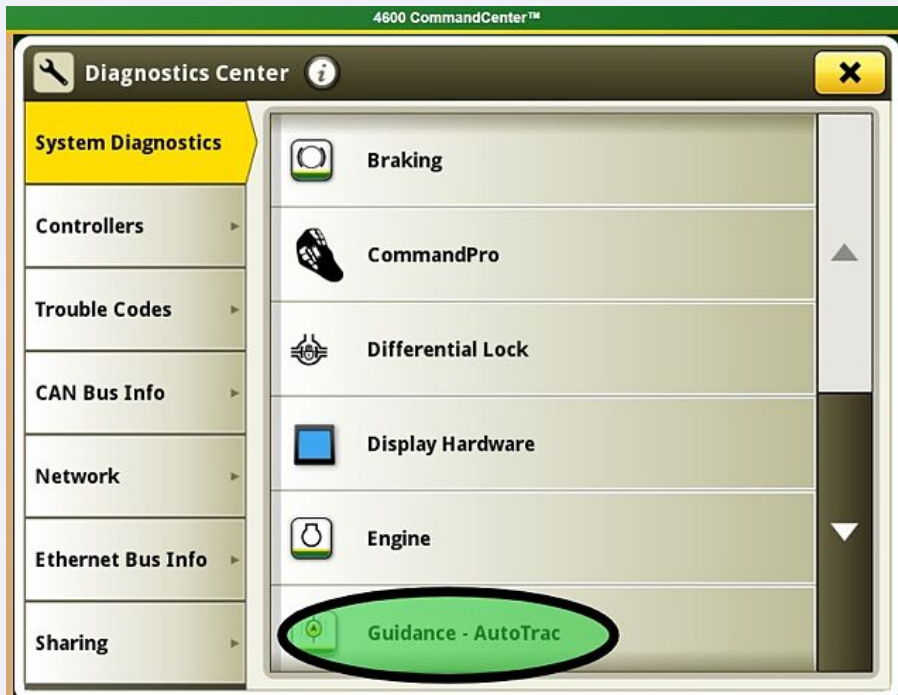 4600 CommandCenter™
Diagnostics Center i
System Diagnostics
Controllers
Trouble Codes
CAN Bus Info
Network
Ethernet Bus Info
Sharing
Braking
CommandPro
Differential Lock
Display Hardware
Engine
Guidance - AutoTrac